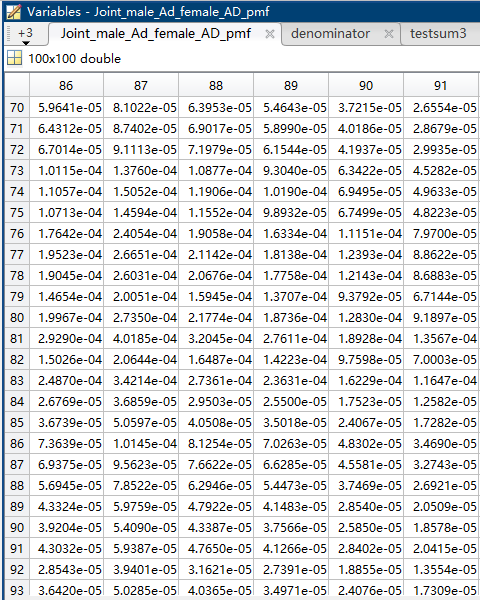 Variables - Joint_male_Ad_female_AD_pmf
+3 Joint_male_Ad_female_AD_pmf denominator testsum3
100x100 double
86 87 88 89 90 91
70 5.9641e-05 8.1022e-05 6.3953e-05 5.4643e-05 3.7215e-05 2.6554e-05
71 6.4312e-05 8.7402e-05 6.9017e-05 5.8990e-05 4.0186e-05 2.8679e-05
72 6.7014e-05 9.1113e-05 7.1979e-05 6.1544e-05 4.1937e-05 2.9935e-05
73 1.0115e-04 1.3760e-04 1.0877e-04 9.3040e-05 6.3422e-05 4.5282e-05
74 1.1057e-04 1.5052e-04 1.1906e-04 1.0190e-04 6.9495e-05 4.9633e-05
75 1.0713e-04 1.4594e-04 1.1552e-04 9.8932e-05 6.7499e-05 4.8223e-05
76 1.7642e-04 2.4054e-04 1.9058e-04 1.6334e-04 1.1151e-04 7.9700e-05
77 1.9523e-04 2.6651e-04 2.1142e-04 1.8138e-04 1.2393e-04 8.8622e-05
78 1.9045e-04 2.6031e-04 2.0676e-04 1.7758e-04 1.2143e-04 8.6883e-05
79 1.4654e-04 2.0051e-04 1.5945e-04 1.3707e-04 9.3792e-05 6.7144e-05
80 1.9967e-04 2.7350e-04 2.1774e-04 1.8736e-04 1.2830e-04 9.1897e-05
81 2.9290e-04 4.0185e-04 3.2045e-04 2.7611e-04 1.8928e-04 1.3567e-04
82 1.5026e-04 2.0644e-04 1.6487e-04 1.4223e-04 9.7598e-05 7.0003e-05
83 2.4870e-04 3.4214e-04 2.7361e-04 2.3631e-04 1.6229e-04 1.1647e-04
84 2.6769e-05 3.6859e-05 2.9503e-05 2.5500e-05 1.7523e-05 1.2582e-05
85 3.6739e-05 5.0597e-05 4.0508e-05 3.5018e-05 2.4067e-05 1.7282e-05
86 7.3639e-05 1.0145e-04 8.1254e-05 7.0263e-05 4.8302e-05 3.4690e-05
87 6.9375e-05 9.5623e-05 7.6622e-05 6.6285e-05 4.5581e-05 3.2743e-05
88 5.6945e-05 7.8522e-05 6.2946e-05 5.4473e-05 3.7469e-05 2.6921e-05
89 4.3324e-05 5.9759e-05 4.7922e-05 4.1483e-05 2.8540e-05 2.0509e-05
90 3.9204e-05 5.4090e-05 4.3387e-05 3.7566e-05 2.5850e-05 1.8578e-05
91 4.3032e-05 5.9387e-05 4.7650e-05 4.1266e-05 2.8402e-05 2.0415e-05
92 2.8543e-05 3.9401e-05 3.1621e-05 2.7391e-05 1.8855e-05 1.3554e-05
93 3.6420e-05 5.0285e-05 4.0365e-05 3.4971e-05 2.4076e-05 1.7309e-05